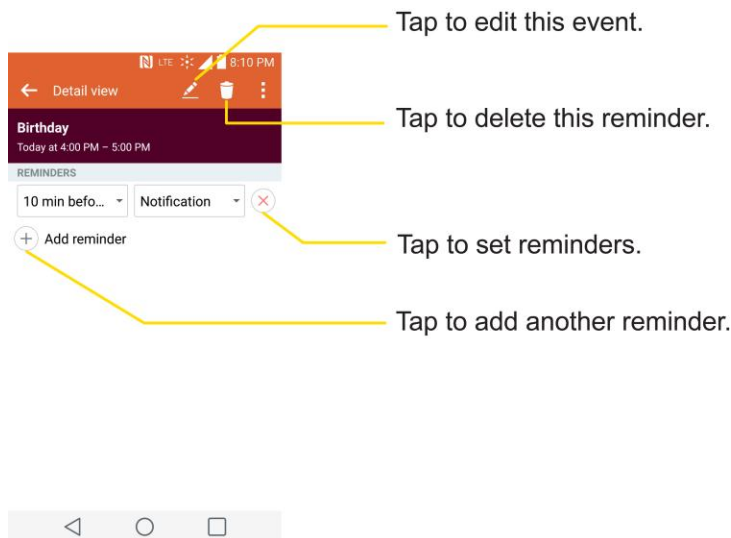 Tap to edit this event.
LTE 8:10 PM
Detail view
Tap to delete this reminder.
Birthday
Today at 4:00 PM – 5:00 PM
REMINDERS
10 min befo...
Notification
Tap to set reminders.
Add reminder
Tap to add another reminder.